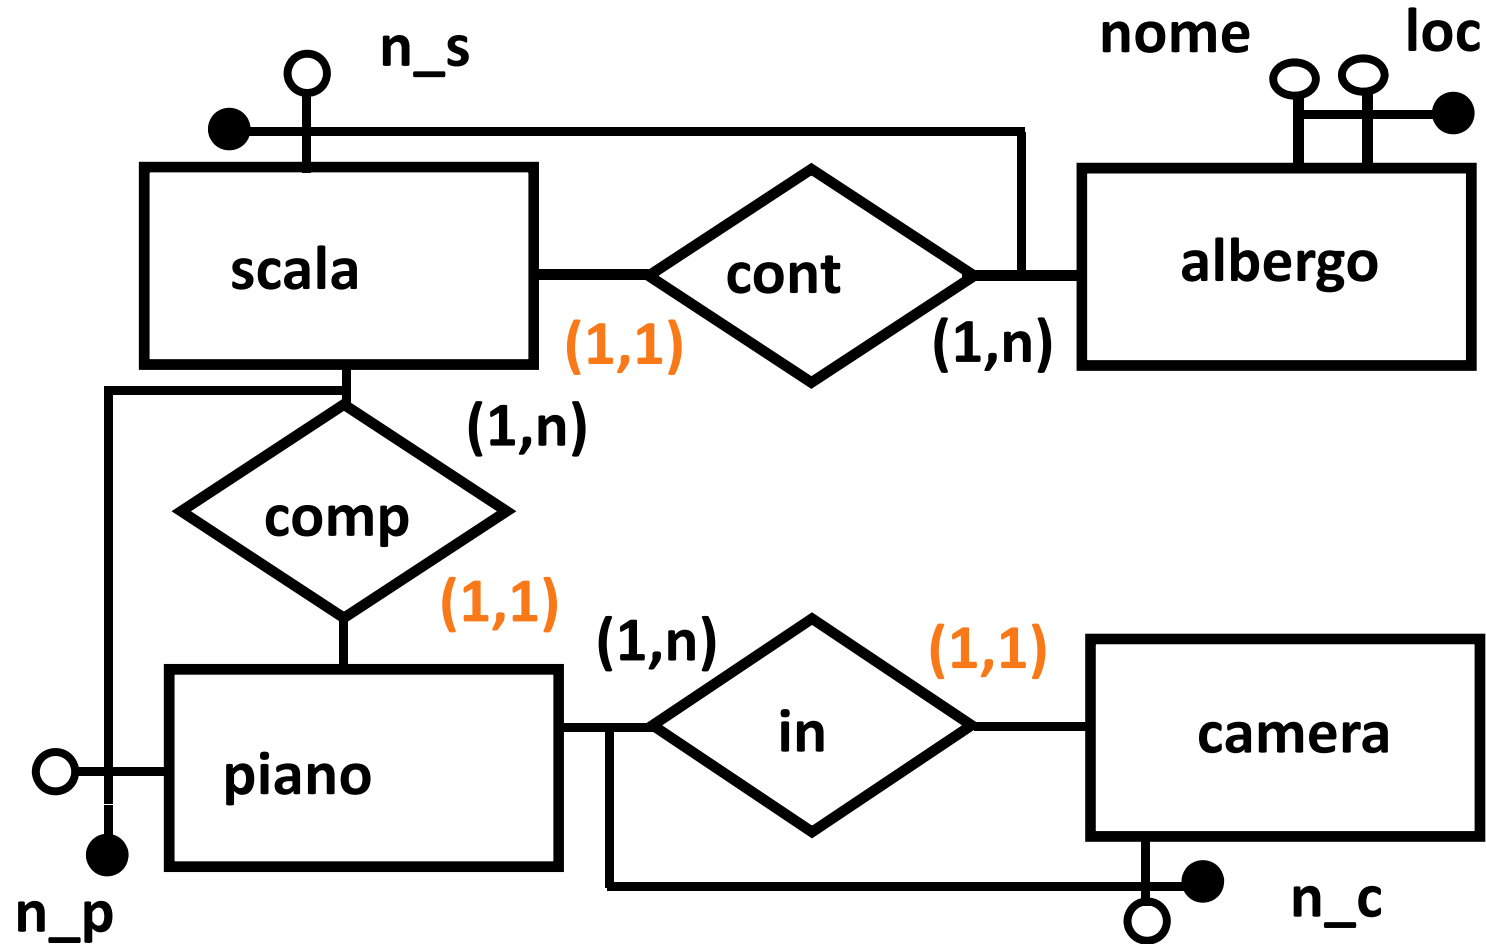 n_s
nome
loc
scala
cont
albergo
(1,1)
(1,n)
(1,n)
comp
(1,1)
(1,n)
(1,1)
piano
in
camera
n_p
n_c